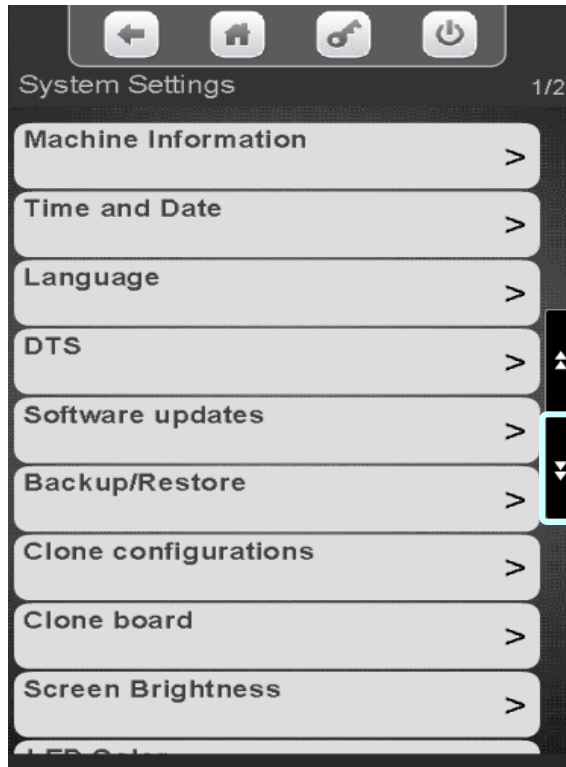 System Settings
1/2
Machine Information
>
Time and Date
>
Language
>
DTS
>
Software updates
>
Backup/Restore
>
Clone configurations
>
Clone board
>
Screen Brightness
>